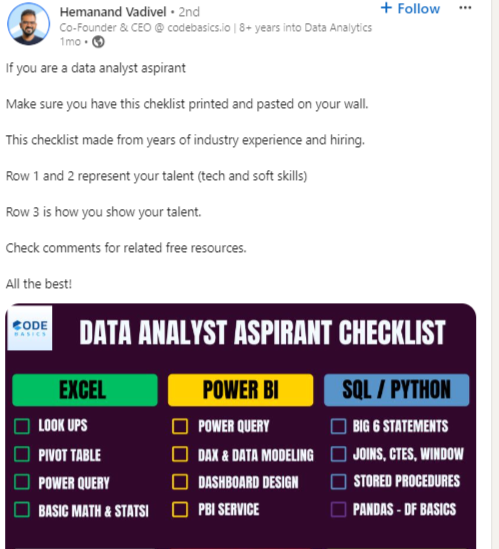 Hemanand Vadivel • 2nd
+ Follow ...
Co-Founder & CEO @ codebasics.io | 8+ years into Data Analytics
1mo •
If you are a data analyst aspirant
Make sure you have this cheklist printed and pasted on your wall.
This checklist made from years of industry experience and hiring.
Row 1 and 2 represent your talent (tech and soft skills)
Row 3 is how you show your talent.
Check comments for related free resources.
All the best!
CODE
BASICS
DATA ANALYST ASPIRANT CHECKLIST
EXCEL
LOOK UPS
PIVOT TABLE
POWER QUERY
BASIC MATH & STATSI
POWER BI
POWER QUERY
DAX & DATA MODELING
DASHBOARD DESIGN
PBI SERVICE
SQL / PYTHON
BIG 6 STATEMENTS
JOINS, CTES, WINDOW
STORED PROCEDURES
PANDAS - DF BASICS